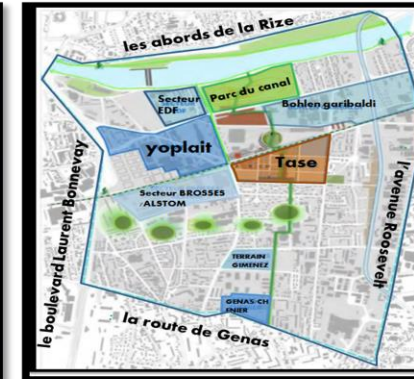 les abords de la Rize
Secteur
EDF
Parc du canal
Bohlen garibaldi
yoplait
Tase
Secteur BROSSES
/ALSTOM
le boulevard Laurent Bonnevay
l'avenue Roosevelt
TERRAIN
GIMENEZ
GENAS-CH
ENIER
la route de Genas